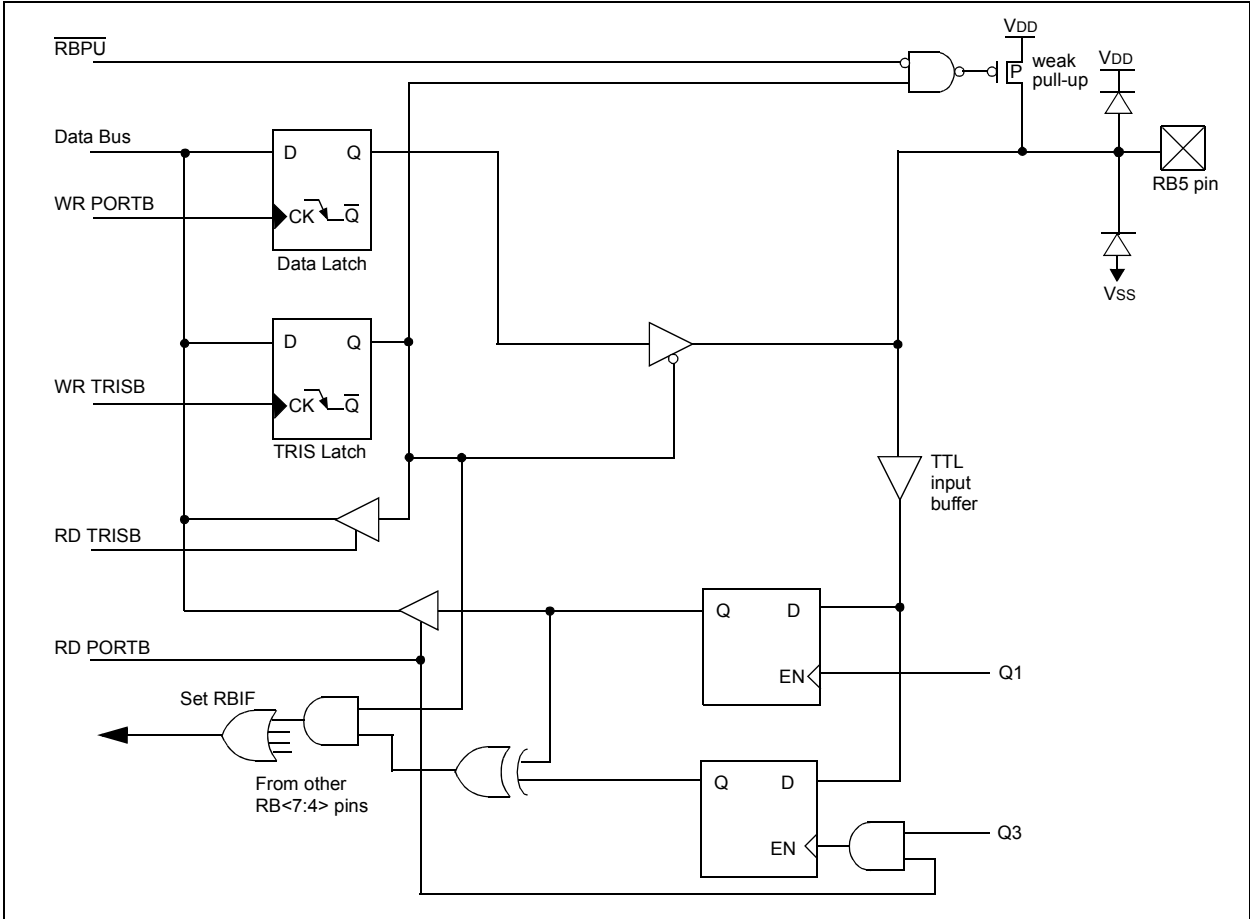 RBPU
VDD
P
weak
pull-up
VDD
Data Bus
D
Q
RB5 pin
WR PORTB
CK
Q
Data Latch
VSS
D
Q
WR TRISB
CK
Q
TRIS Latch
TTL
input
buffer
RD TRISB
Q
D
RD PORTB
EN
Q1
Set RBIF
From other
RB<7:4> pins
Q
D
EN
Q3